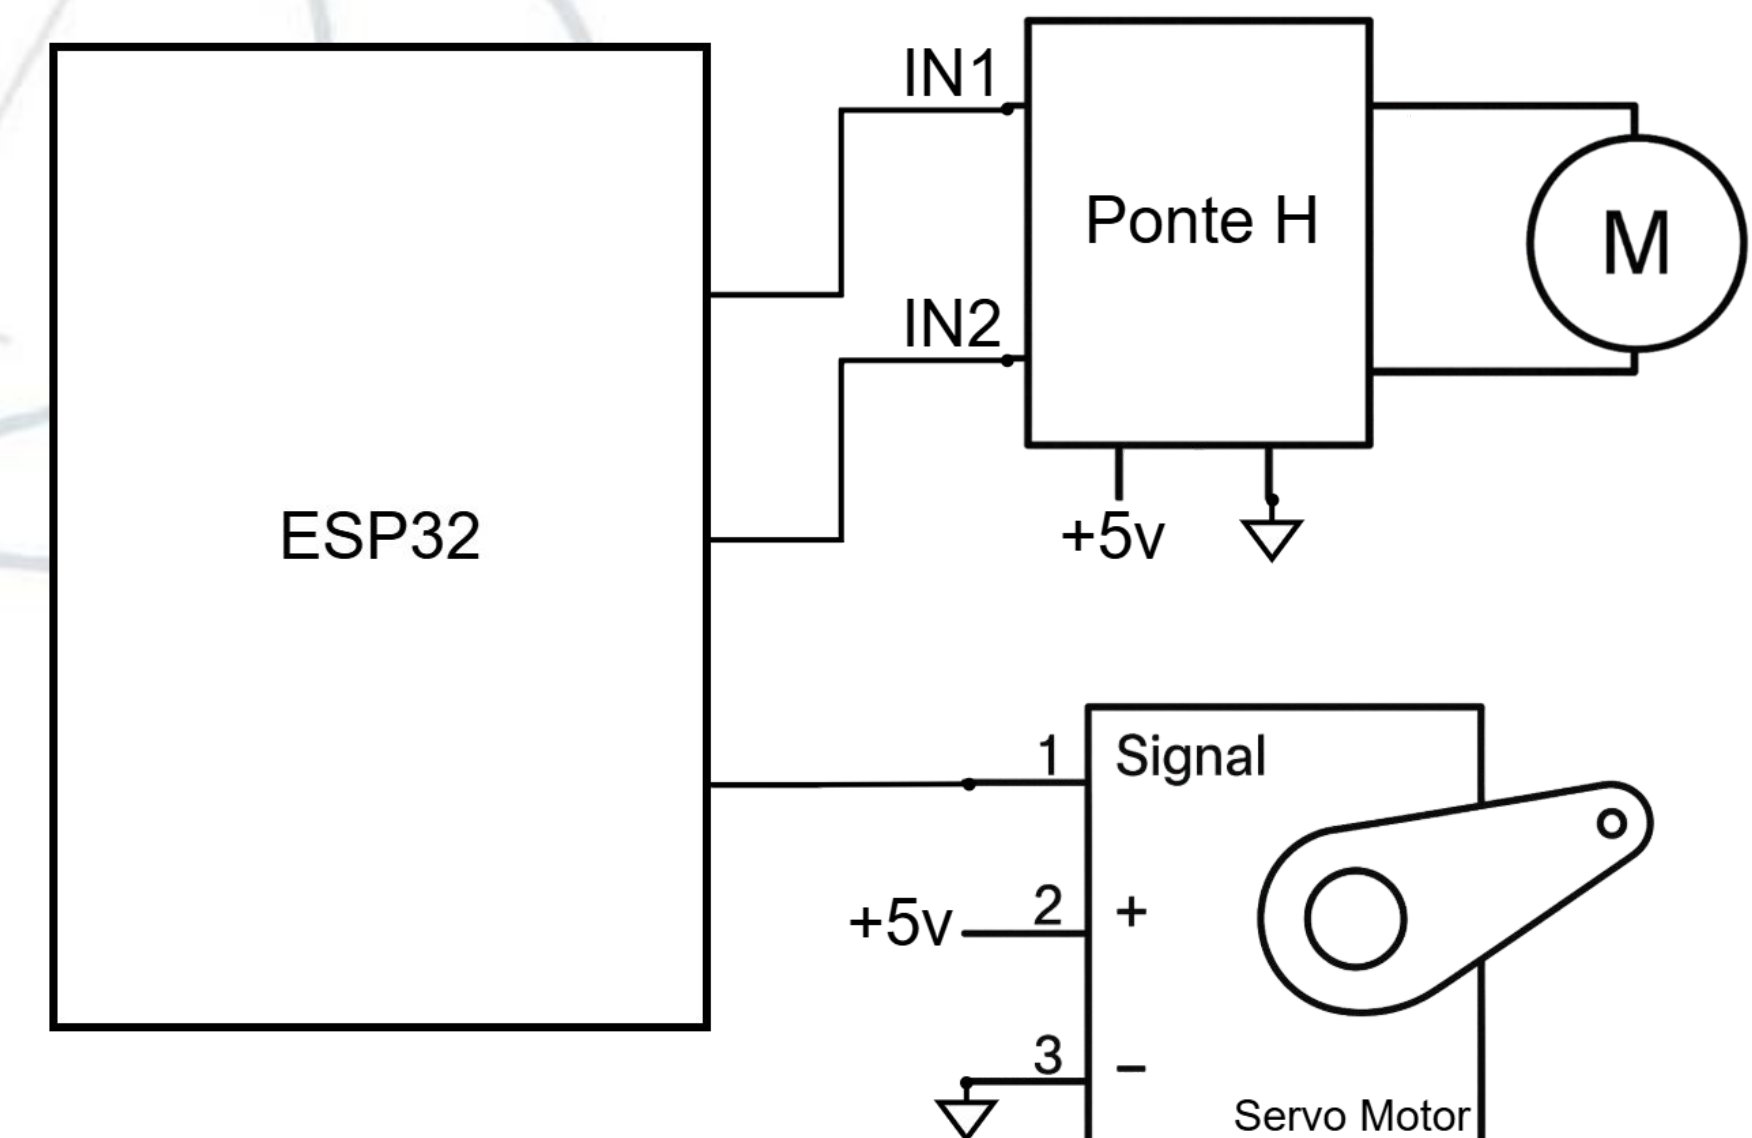 IN1
Ponte H
M
IN2
ESP32
+5v
1
Signal
2
+5v
+
3
−
Servo Motor